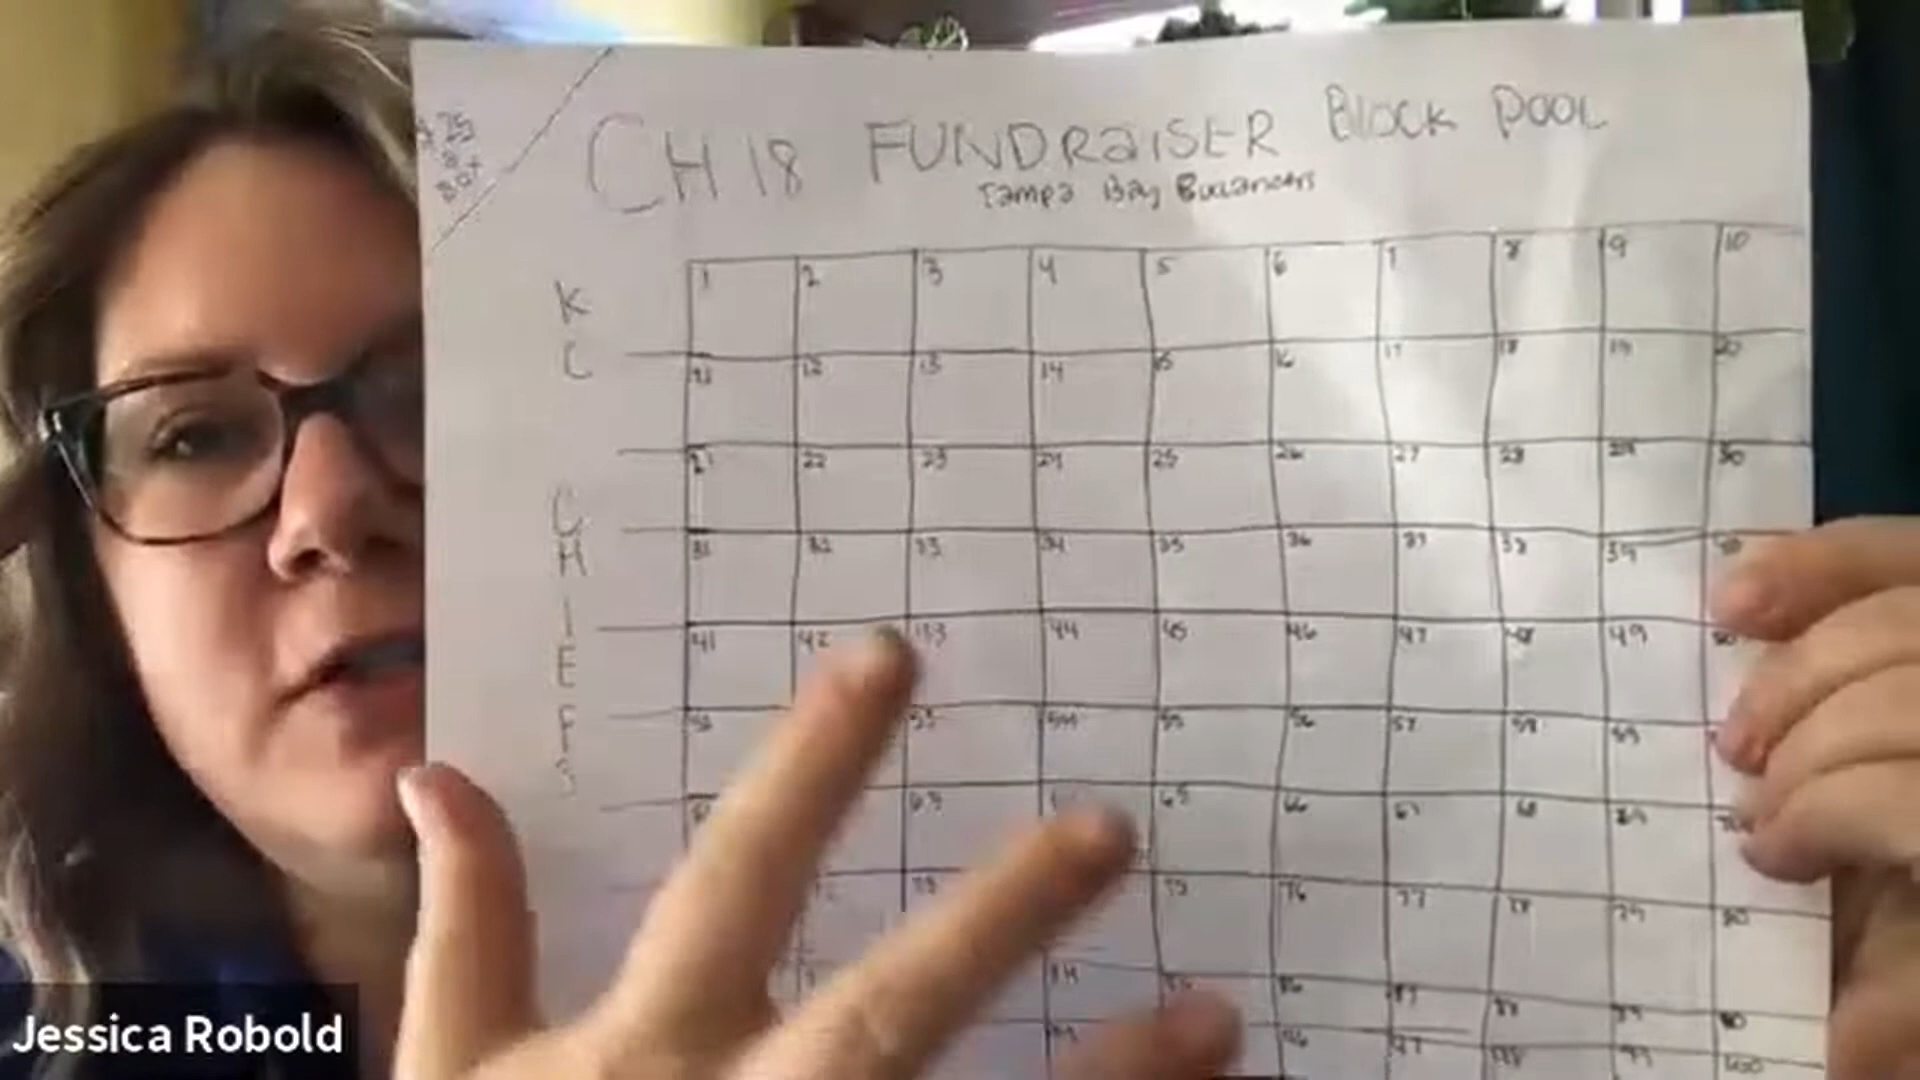 $25
a
BOX
CH 18 FUNDRaiSER Block POOL
Tampa Bay Buccaneers
K
C
C
H
I
E
F
S
1 2 3 4 5 6 7 8 9 10
11 12 13 14 15 16 17 18 19 20
21 22 23 24 25 26 27 28 29 30
31 32 33 34 35 36 37 38 39
41 42 43 44 45 46 47 48 49 50
53 54 55 56 57 58 59
63 65 66 67 68 69
73 75 76 77 78 79 80
84 86 87 88 89 90
96 97 98 99 100
Jessica Robold